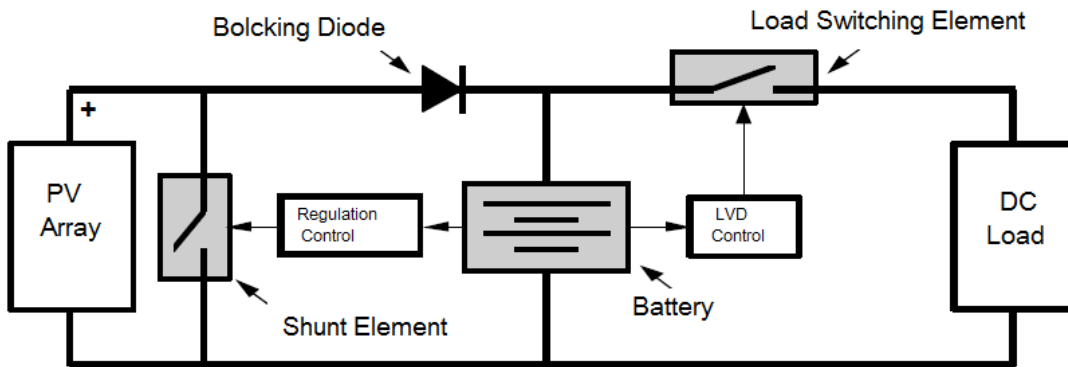 Bolcking Diode
Load Switching Element
+
PV
Array
Regulation
Control
LVD
Control
DC
Load
Battery
Shunt Element